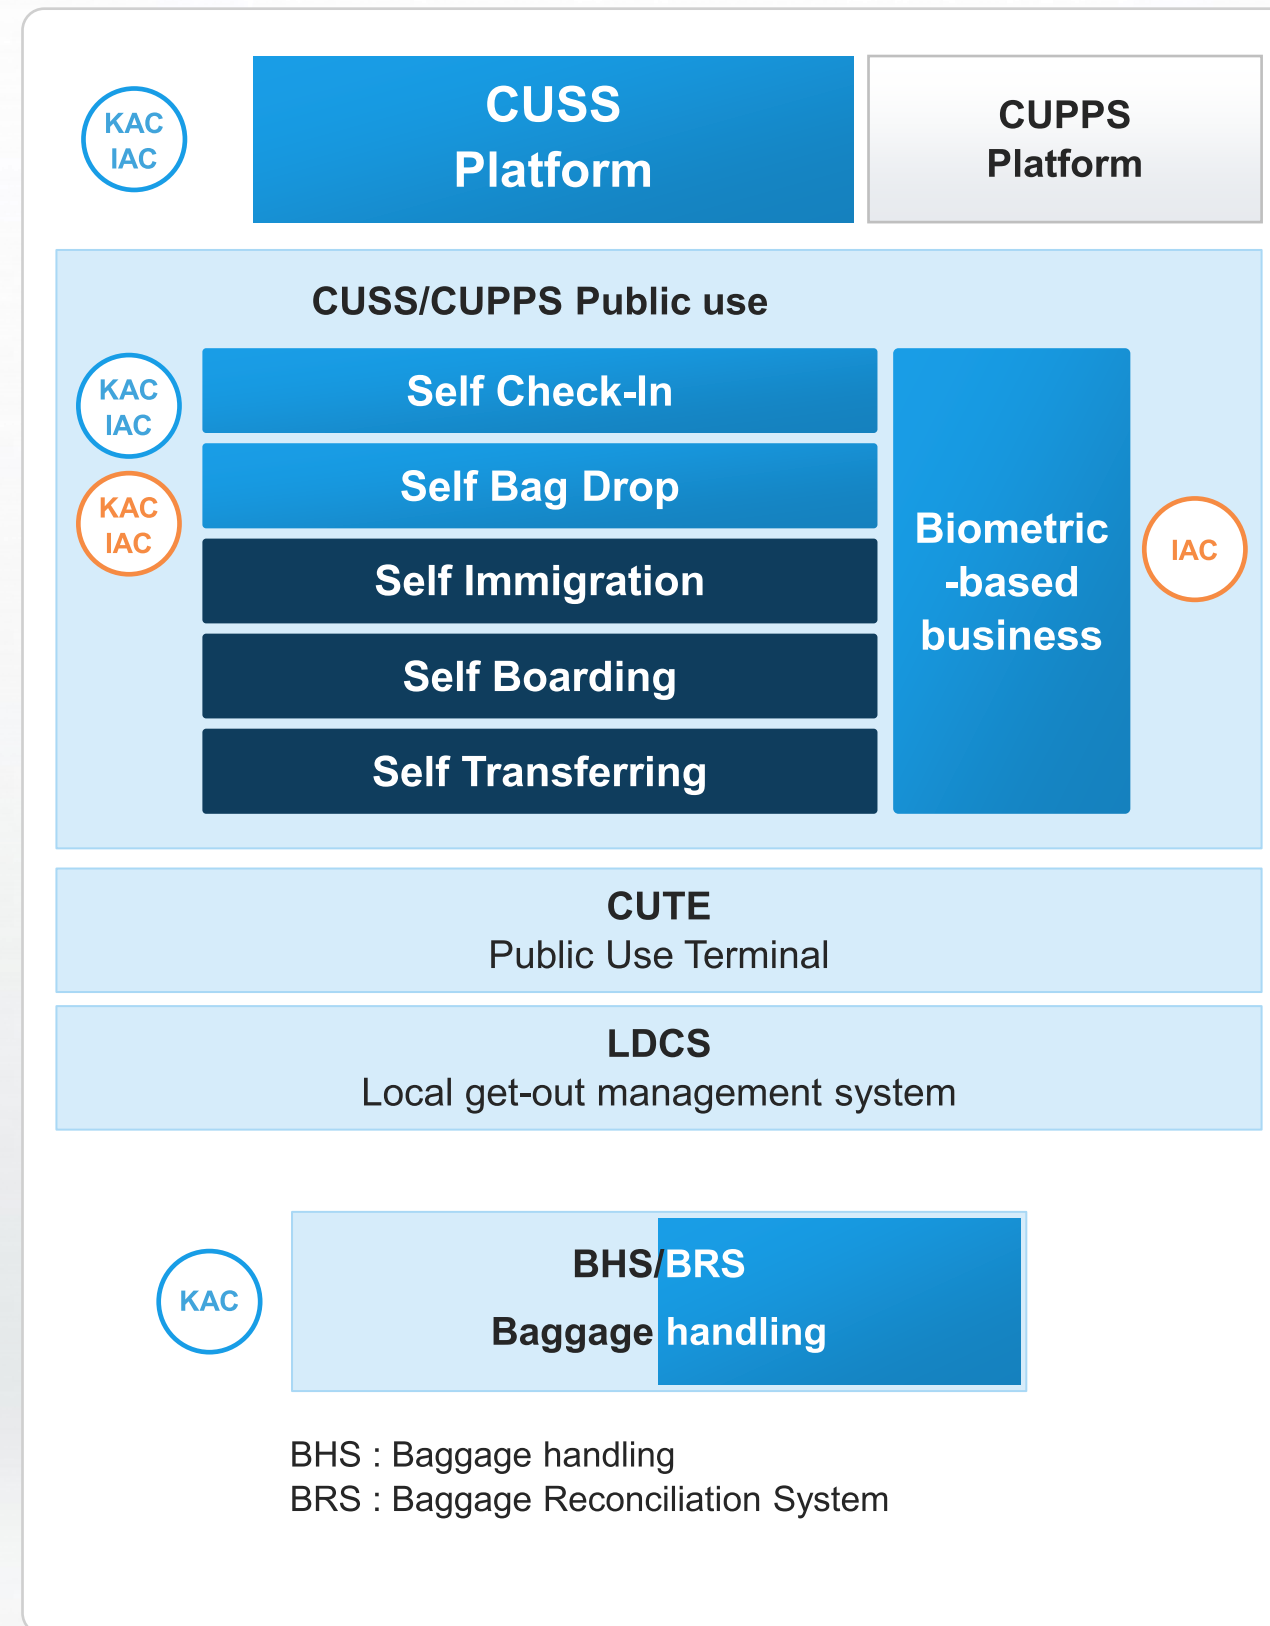 KAC
IAC
CUSS
Platform
CUPPS
Platform
CUSS/CUPPS Public use
KAC
IAC
Self Check-In
KAC
IAC
Self Bag Drop
Self Immigration
Self Boarding
Self Transferring
Biometric
-based
business
IAC
CUTE
Public Use Terminal
LDCS
Local get-out management system
KAC
BHS/BRS
Baggage handling
BHS : Baggage handling
BRS : Baggage Reconciliation System